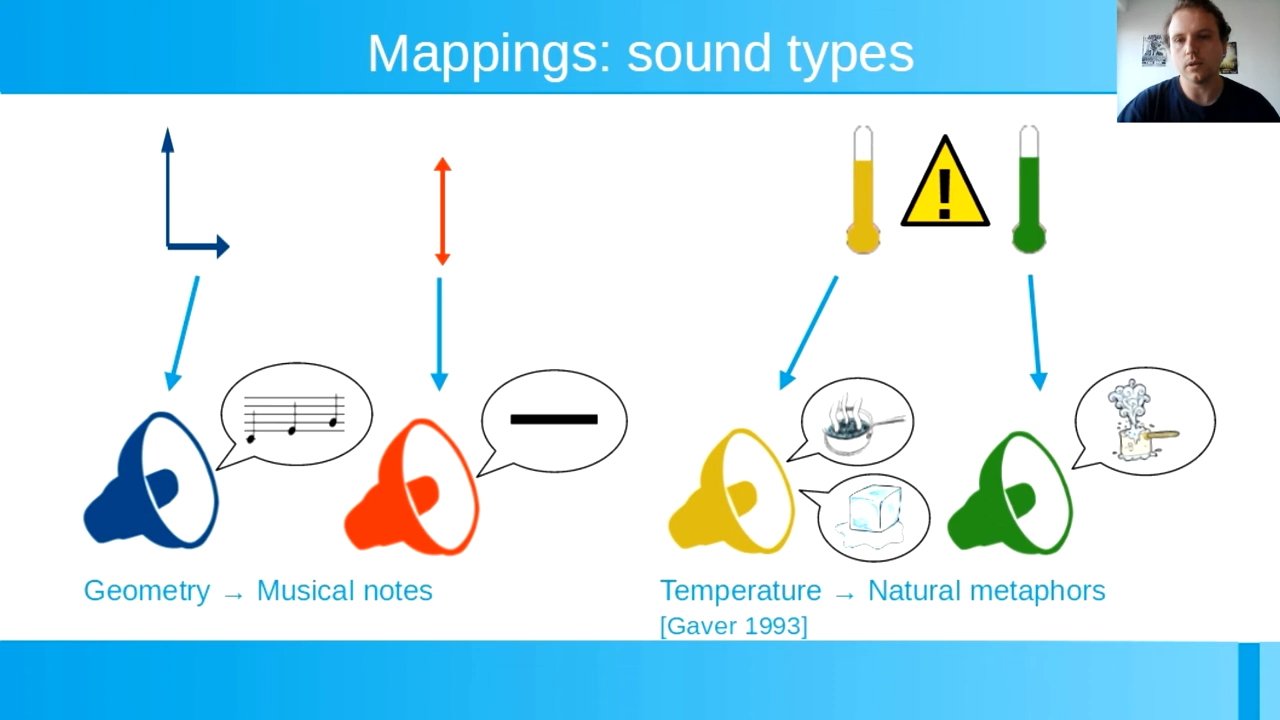 Mappings: sound types
!
Geometry → Musical notes
Temperature → Natural metaphors
[Gaver 1993]